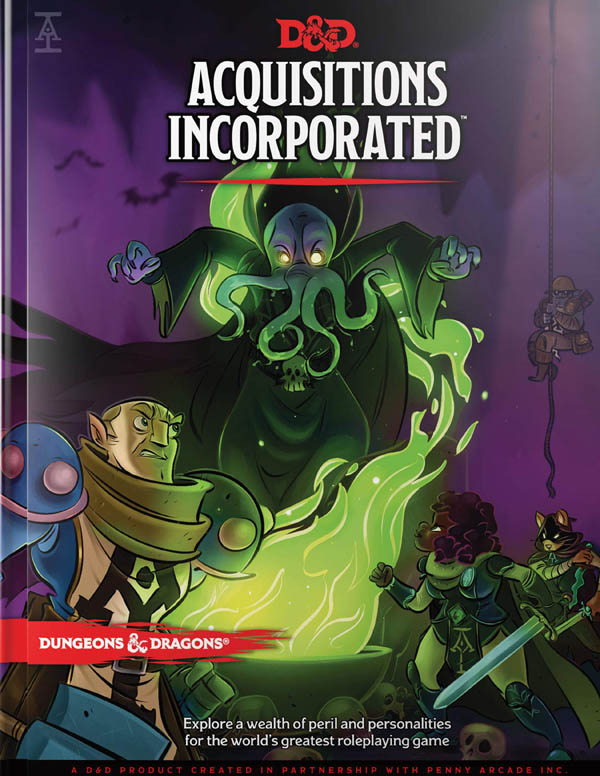 D&D®
ACQUISITIONS
INCORPORATED™
DUNGEONS & DRAGONS®
Explore a wealth of peril and personalities
for the world's greatest roleplaying game
A D&D PRODUCT CREATED IN PARTNERSHIP WITH PENNY ARCADE INC.